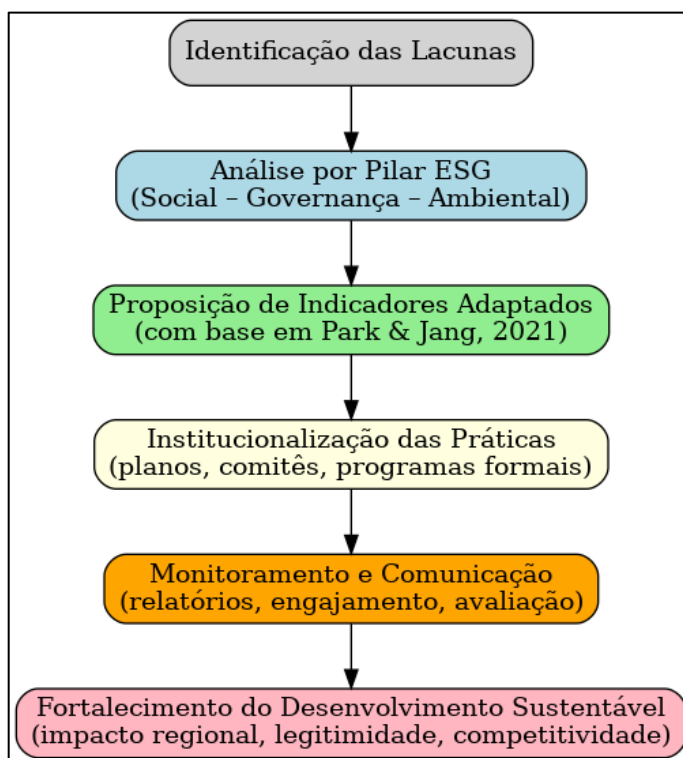 Identificação das Lacunas
Análise por Pilar ESG
(Social – Governança – Ambiental)
Proposição de Indicadores Adaptados
(com base em Park & Jang, 2021)
Institucionalização das Práticas
(planos, comitês, programas formais)
Monitoramento e Comunicação
(relatórios, engajamento, avaliação)
Fortalecimento do Desenvolvimento Sustentável
(impacto regional, legitimidade, competitividade)